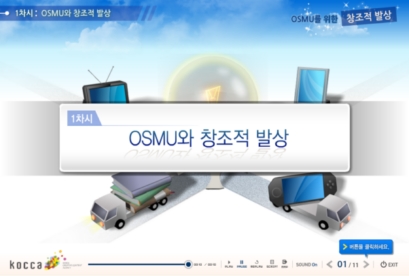 1차시 : OSMU와 창조적 발상
OSMU를 위한 창조적 발상
1차시
OSMU와 창조적 발상
버튼을 클릭하세요.
kocca
SOUND On
01 / 11
EXIT